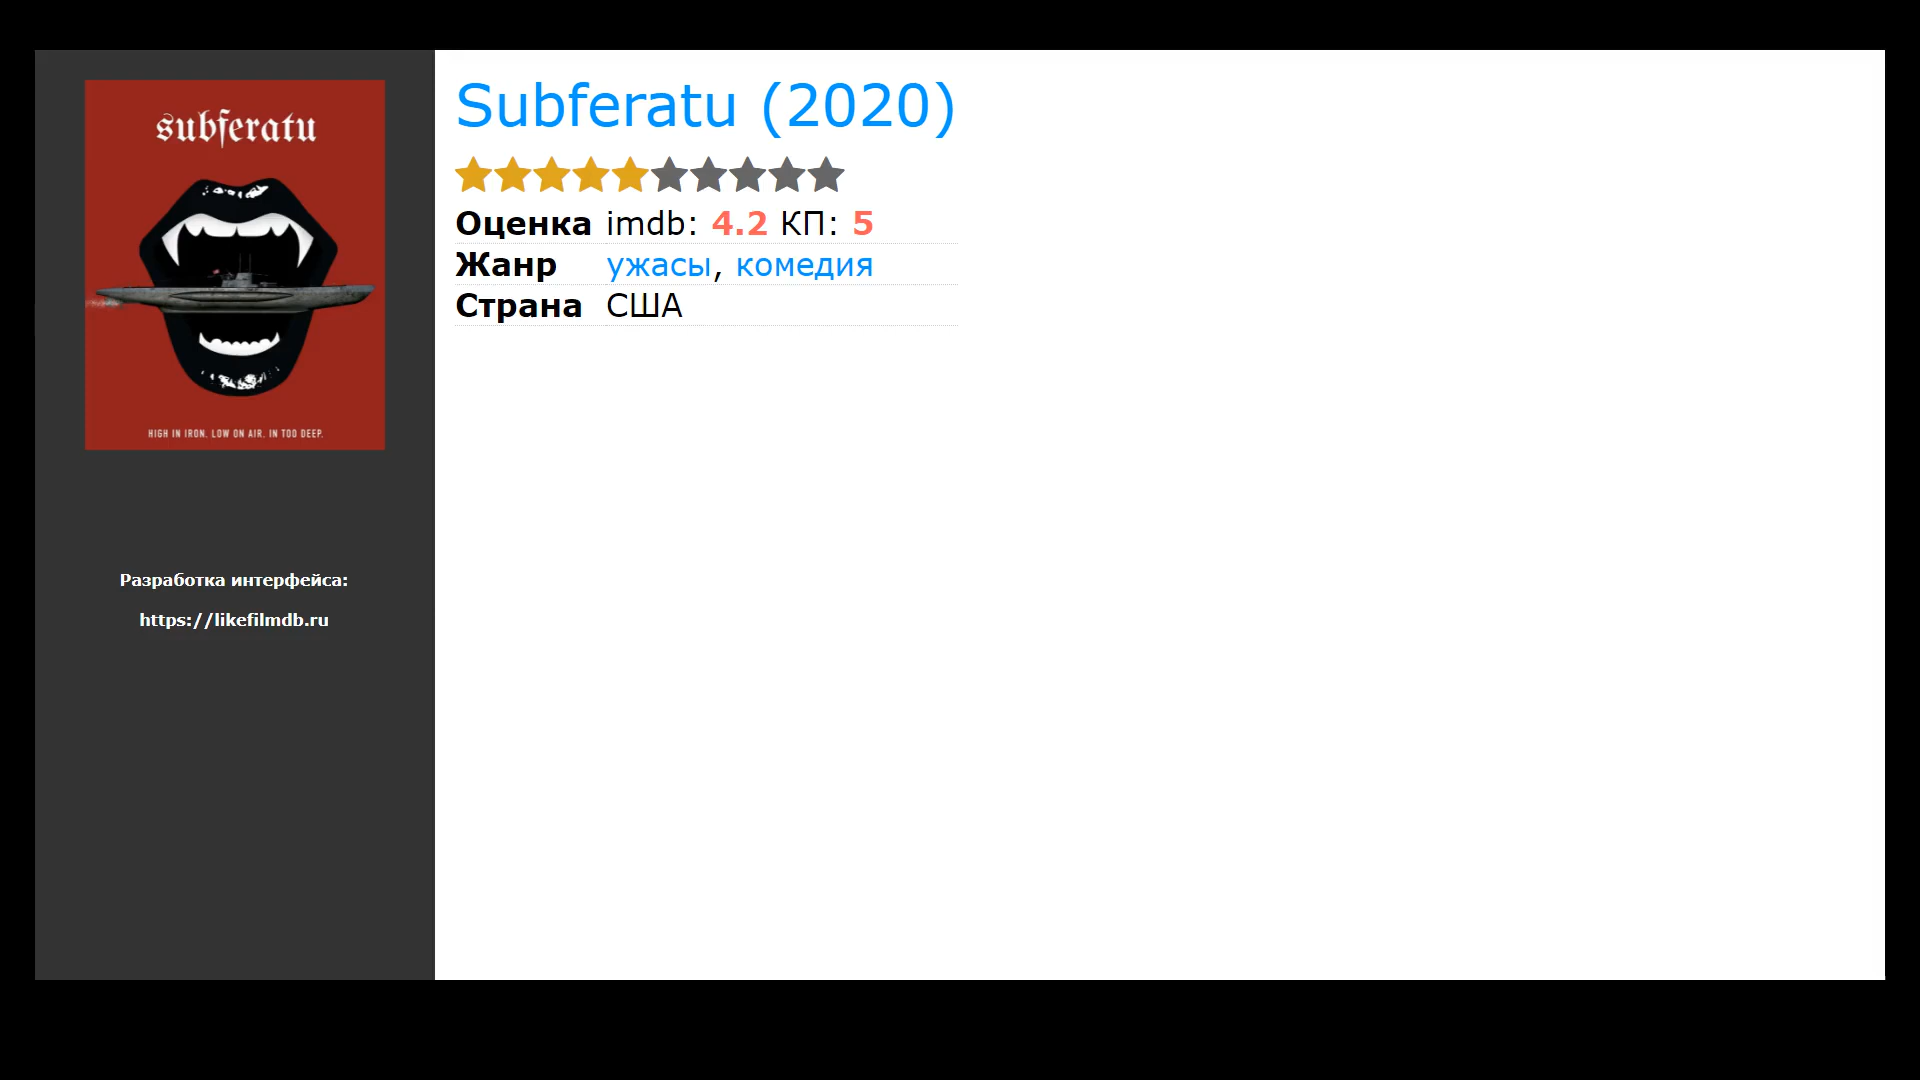 subferatu
HIGH IN IRON. LOW ON AIR. IN TOO DEEP.
Разработка интерфейса:
https://likefilmdb.ru
Subferatu (2020)
Оценка imdb: 4.2 КП: 5
Жанр ужасы, комедия
Страна США